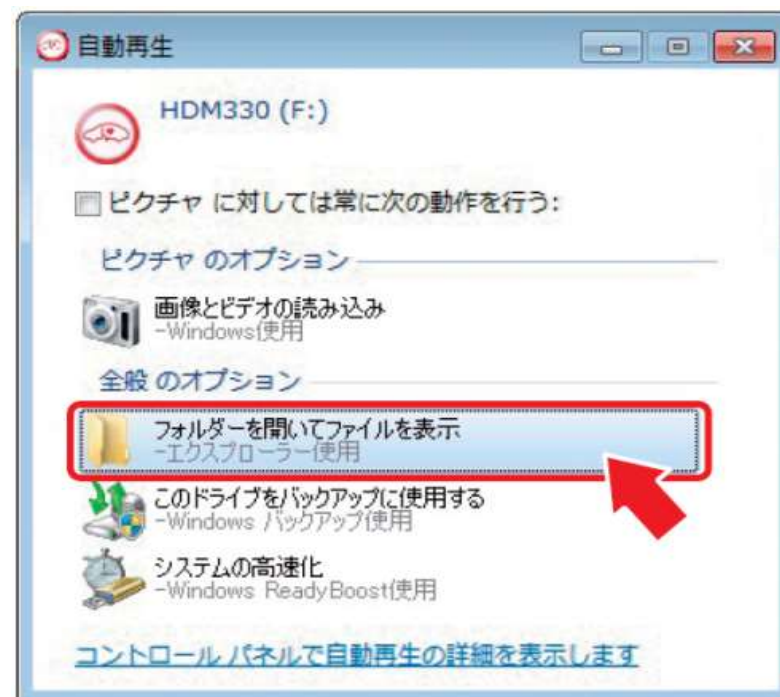 自動再生
HDM330 (F:)
ピクチャ に対しては常に次の動作を行う:
ピクチャ のオプション
画像とビデオの読み込み
-Windows使用
全般 のオプション
フォルダーを開いてファイルを表示
-エクスプローラー使用
このドライブをバックアップに使用する
-Windows バックアップ使用
システムの高速化
-Windows ReadyBoost使用
コントロール パネルで自動再生の詳細を表示します